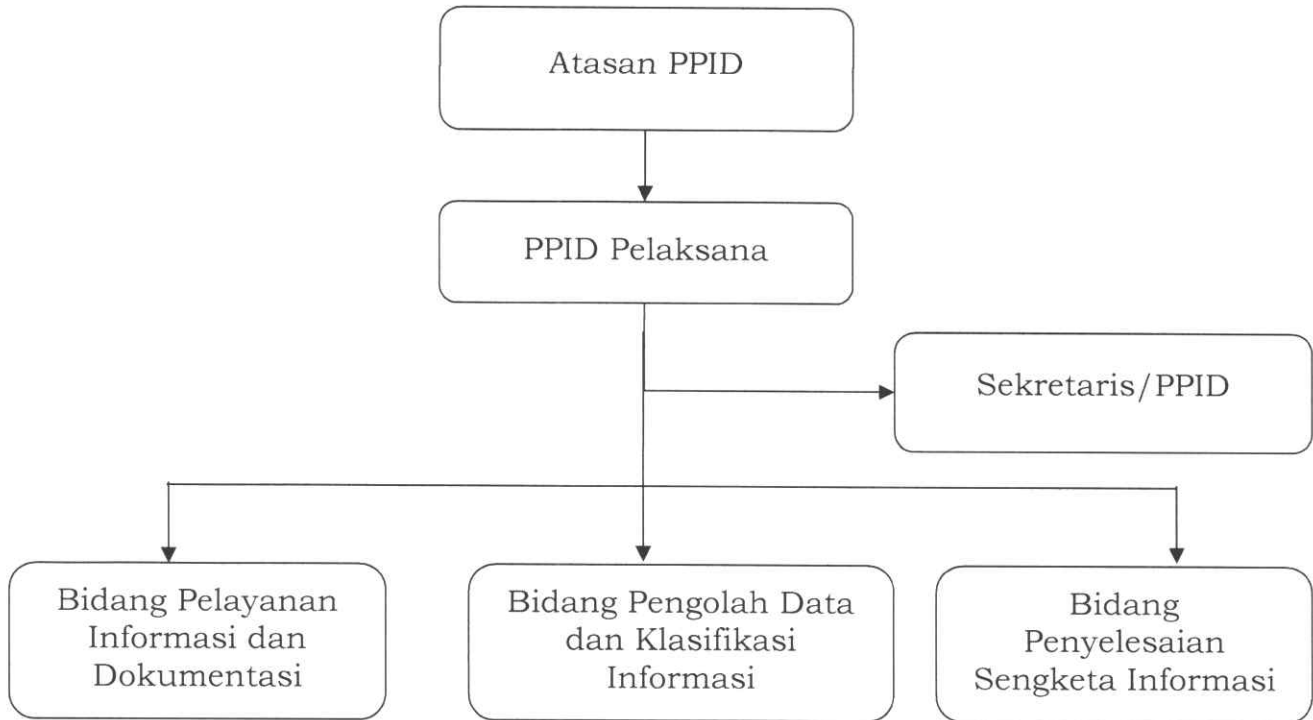 Atasan PPID
PPID Pelaksana
Sekretaris/PPID
Bidang Pelayanan
Informasi dan
Dokumentasi
Bidang Pengolah Data
dan Klasifikasi
Informasi
Bidang
Penyelesaian
Sengketa Informasi